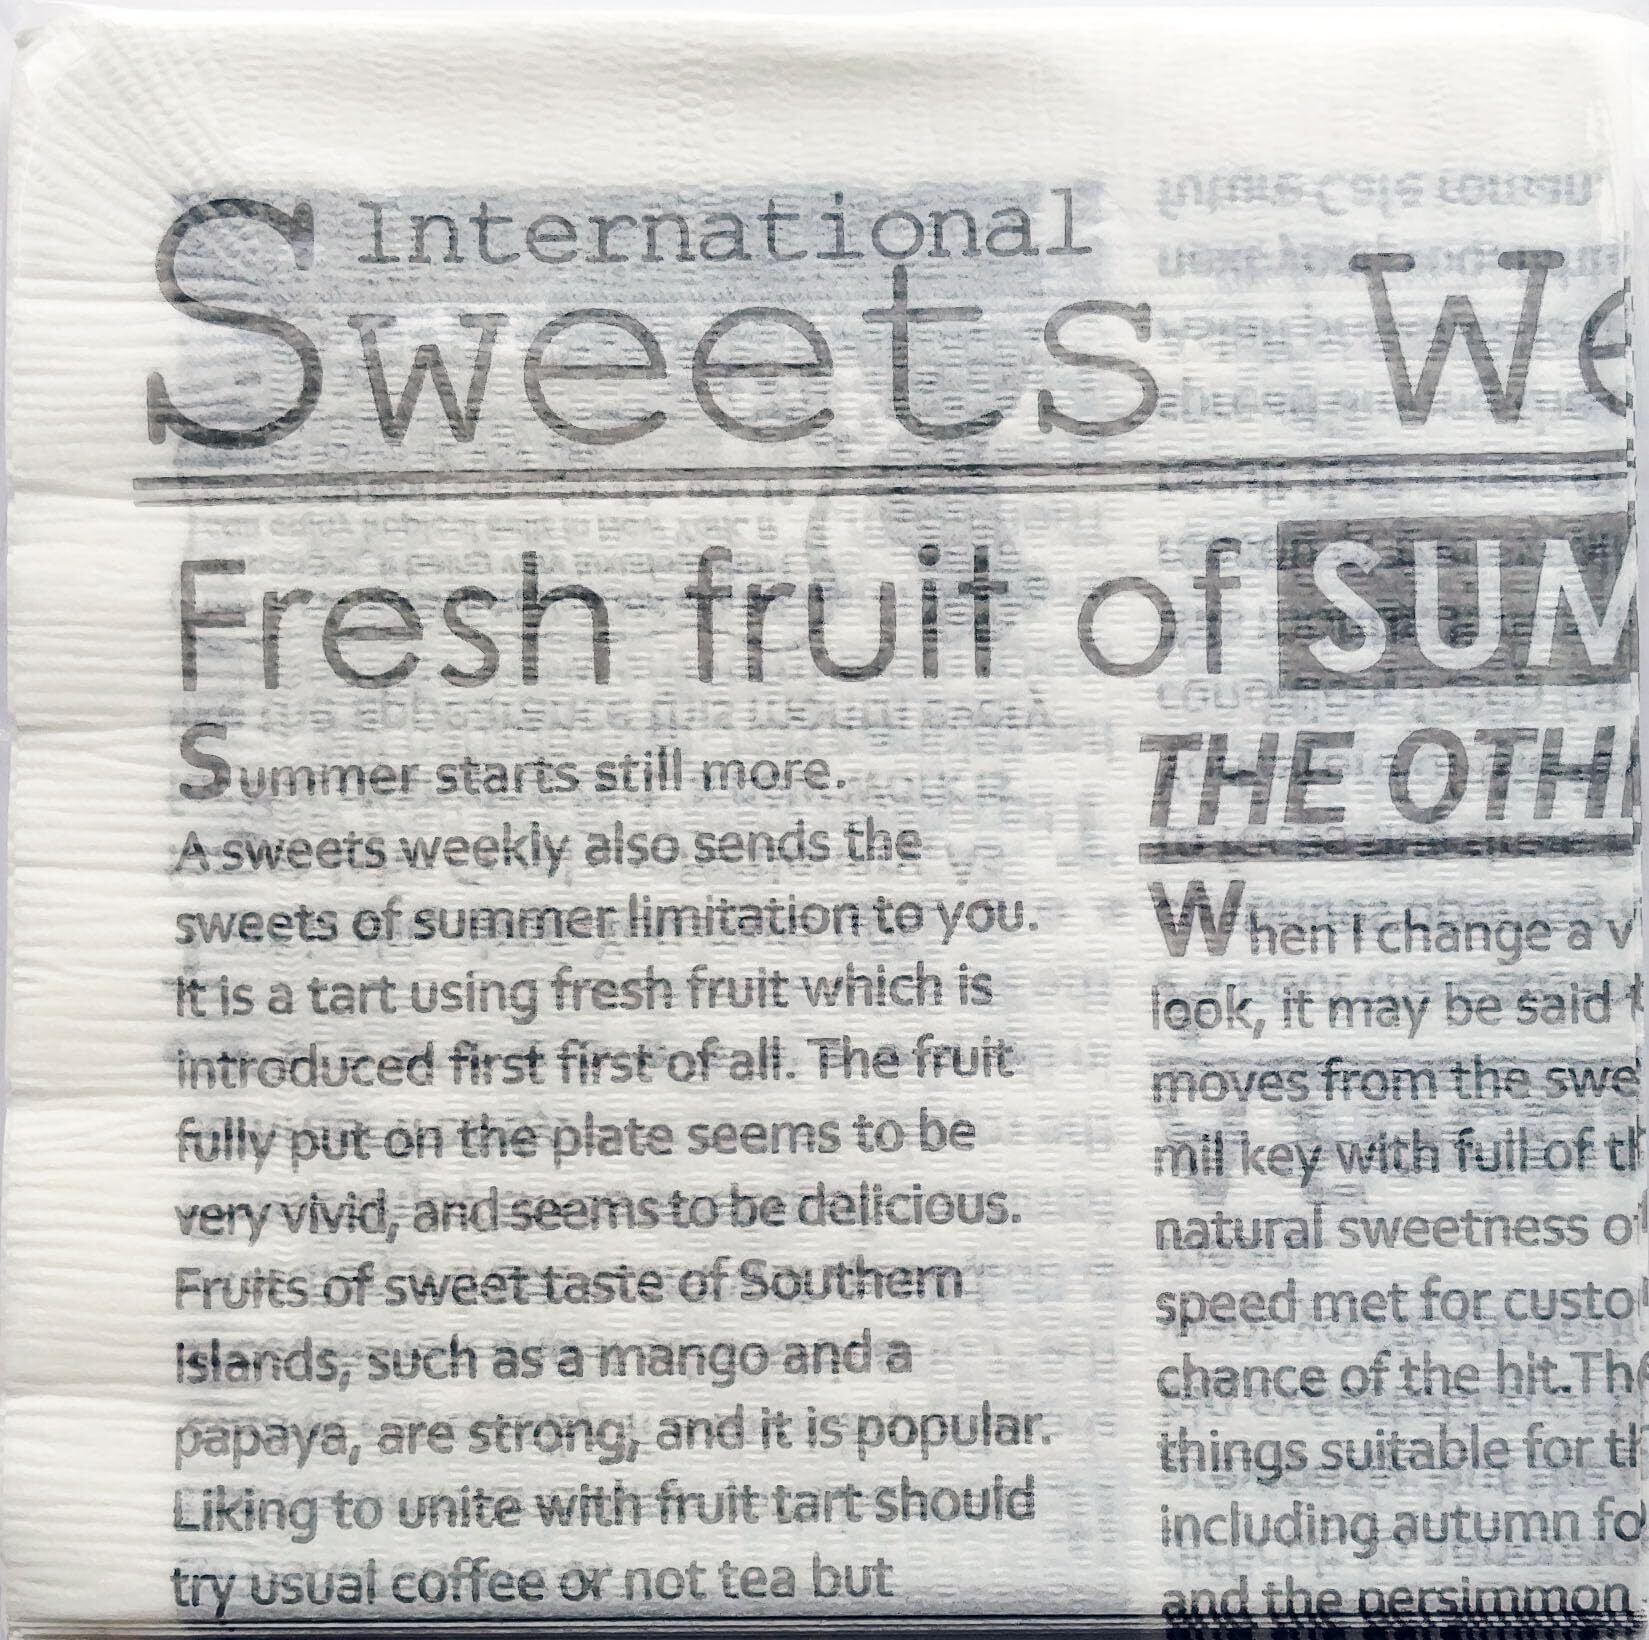 International
Sweets We
Fresh fruit of SUM
Summer starts still more.
A sweets weekly also sends the
sweets of summer limitation to you.
It is a tart using fresh fruit which is
introduced first first of all. The fruit
fully put on the plate seems to be
very vivid, and seems to be delicious.
Fruits of sweet taste of Southern
islands, such as a mango and a
papaya, are strong, and it is popular.
Liking to unite with fruit tart should
try usual coffee or not tea but
THE OTH
When I change a v
look, it may be said t
moves from the swe
mil key with full of th
natural sweetness of
speed met for custo
chance of the hit.The
things suitable for th
including autumn fo
and the persimmon